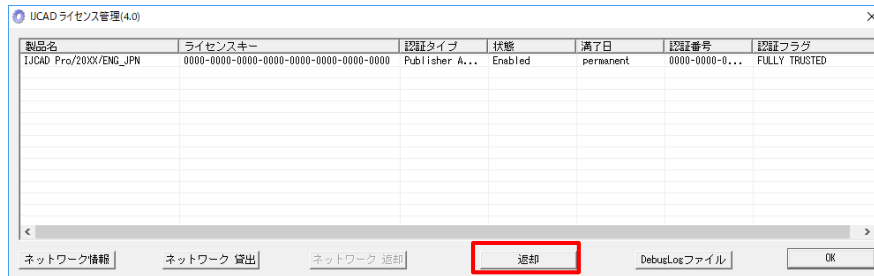 IJCAD ライセンス管理(4.0)
製品名 ライセンスキー 認証タイプ 状態 満了日 認証番号 認証フラグ
IJCAD Pro/20XX/ENG_JPN 0000-0000-0000-0000-0000-0000-0000 Publisher A... Enabled permanent 0000-0000-0... FULLY TRUSTED
ネットワーク情報 ネットワーク 貸出 ネットワーク 返却 返却 DebugLogファイル OK